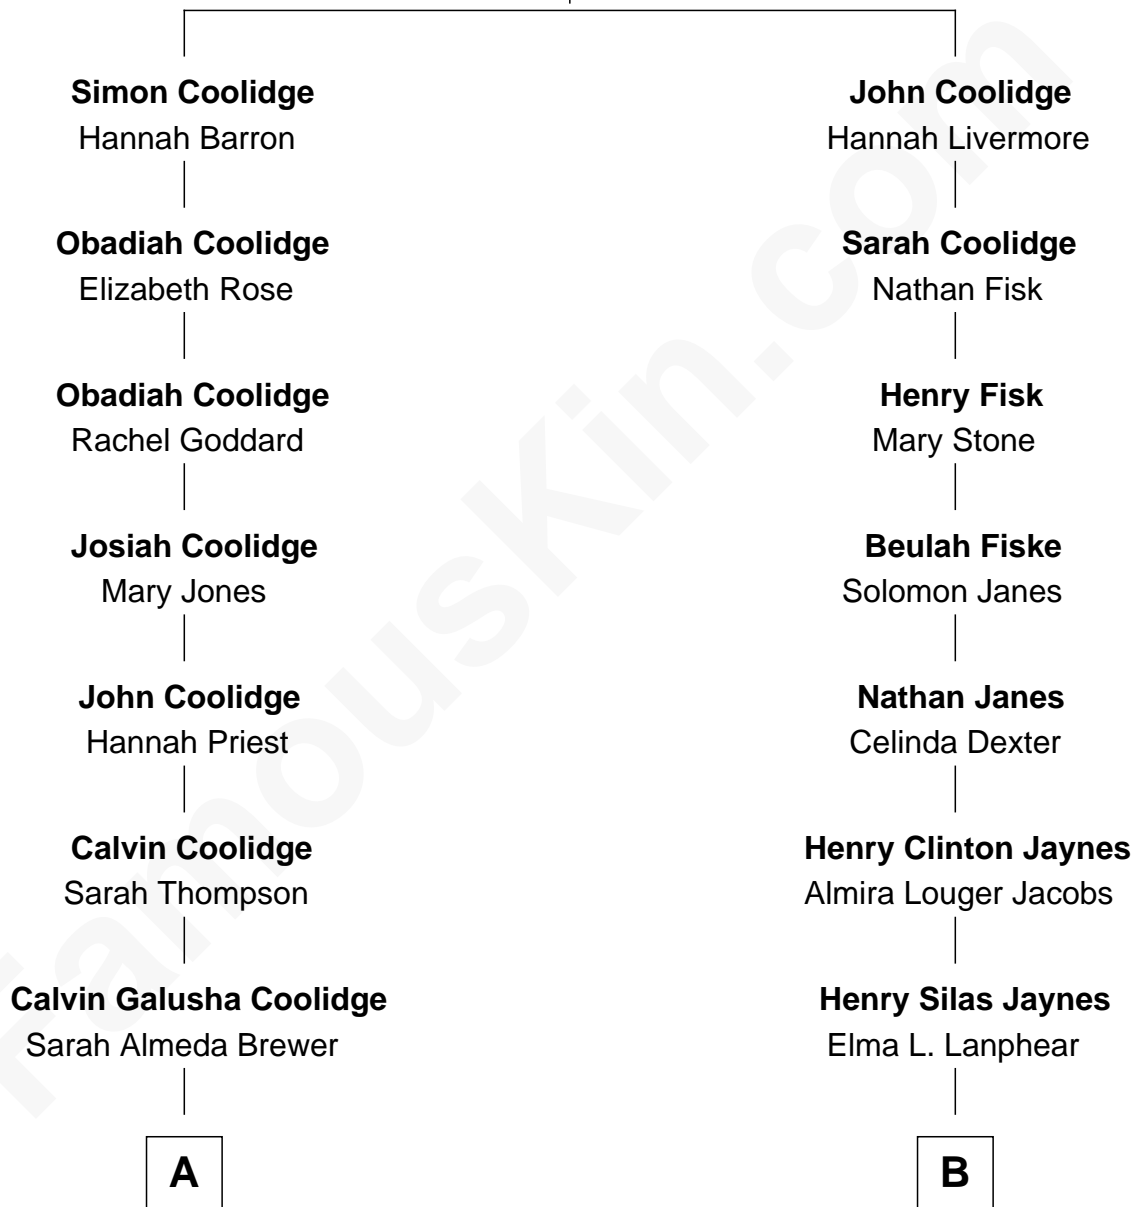 Simon Coolidge
Hannah Barron
Obadiah Coolidge
Elizabeth Rose
Obadiah Coolidge
Rachel Goddard
Josiah Coolidge
Mary Jones
John Coolidge
Hannah Priest
Calvin Coolidge
Sarah Thompson
Calvin Galusha Coolidge
Sarah Almeda Brewer
A
John Coolidge
Hannah Livermore
Sarah Coolidge
Nathan Fisk
Henry Fisk
Mary Stone
Beulah Fiske
Solomon Janes
Nathan Janes
Celinda Dexter
Henry Clinton Jaynes
Almira Louger Jacobs
Henry Silas Jaynes
Elma L. Lanphear
B
FamousKin.com